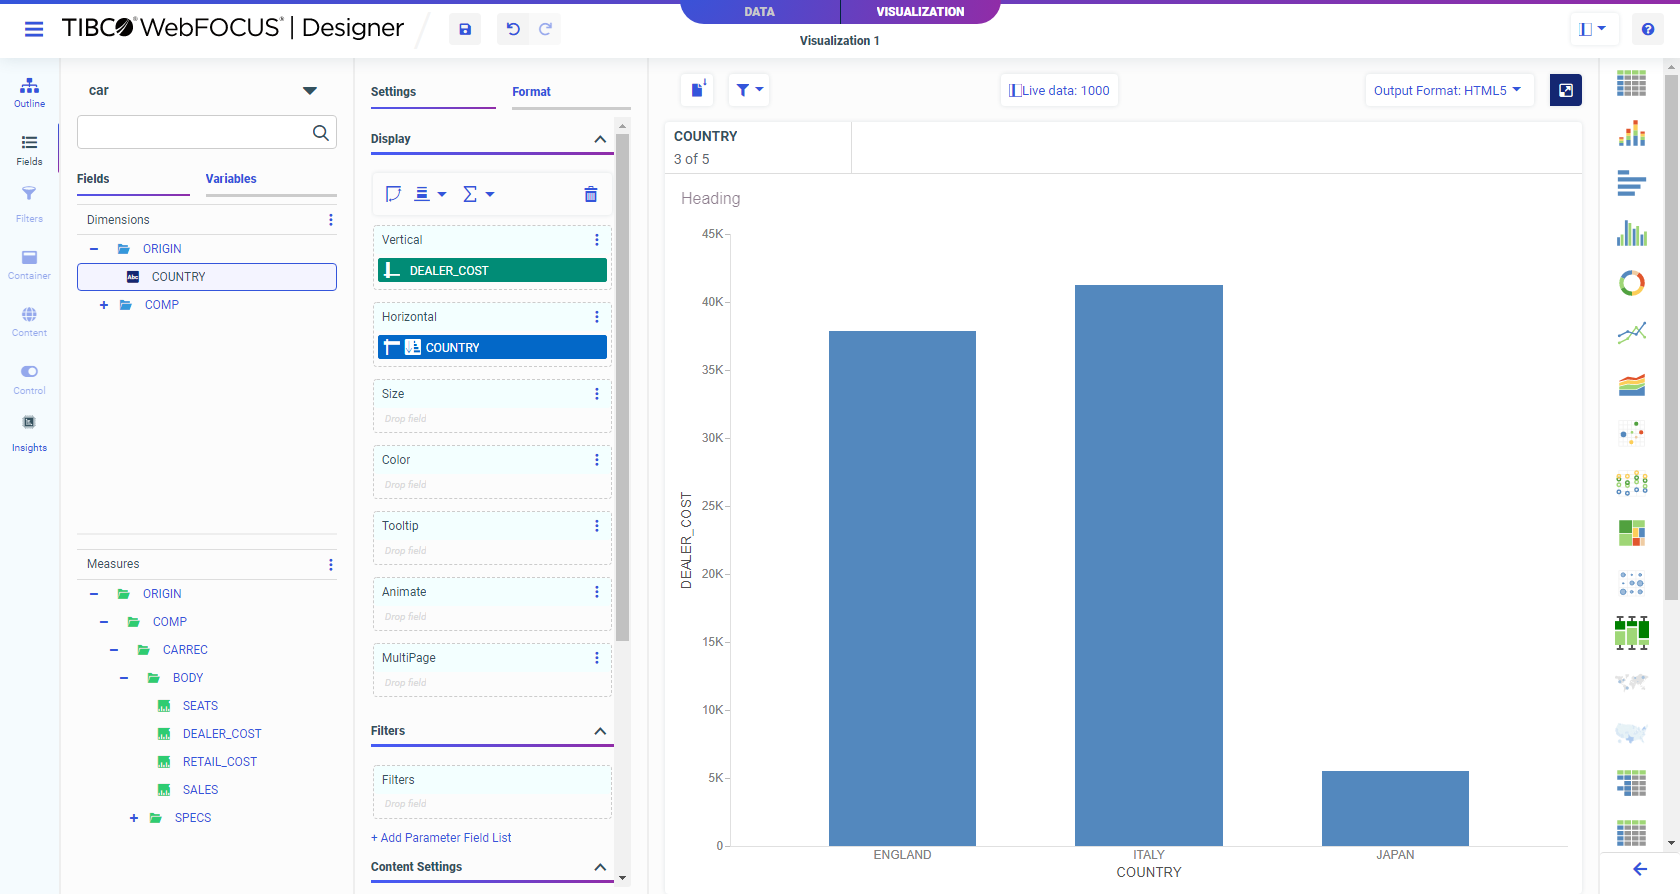 DATA
VISUALIZATION
TIBCO WebFOCUS® | Designer
Visualization 1
Outline
Fields
Filters
Container
Content
Control
Insights
car
Fields
Variables
Dimensions
ORIGIN
Abc COUNTRY
COMP
Measures
ORIGIN
COMP
CARREC
BODY
SEATS
DEALER_COST
RETAIL_COST
SALES
SPECS
Settings
Format
Display
Vertical
DEALER_COST
Horizontal
COUNTRY
Size
Drop field
Color
Drop field
Tooltip
Drop field
Animate
Drop field
MultiPage
Drop field
Filters
Filters
Drop field
+ Add Parameter Field List
Content Settings
Live data: 1000
Output Format: HTML5
COUNTRY
3 of 5
Heading
45K
40K
35K
30K
25K
20K
15K
10K
5K
0
DEALER_COST
ENGLAND
ITALY
JAPAN
COUNTRY